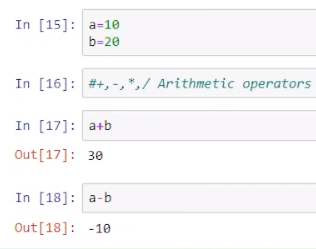 In [15]: a=10
b=20
In [16]: #+,-,*,/ Arithmetic operators
In [17]: a+b
Out[17]: 30
In [18]: a-b
Out[18]: -10